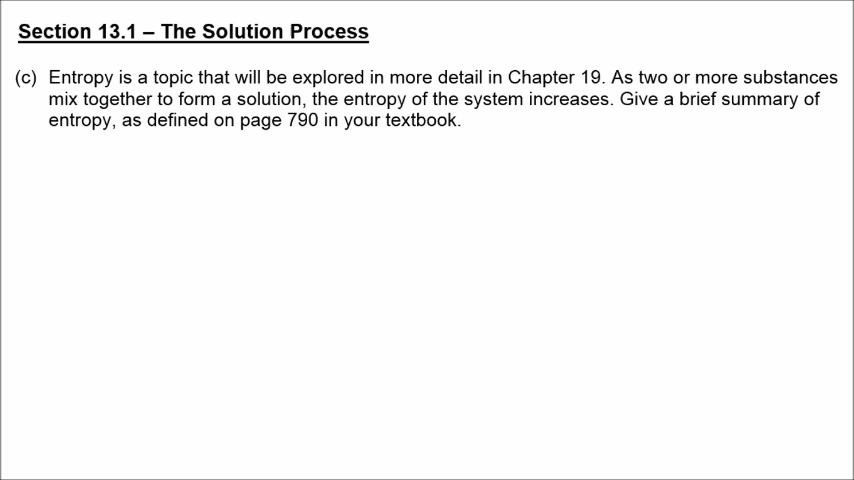 Section 13.1 – The Solution Process
(c) Entropy is a topic that will be explored in more detail in Chapter 19. As two or more substances
mix together to form a solution, the entropy of the system increases. Give a brief summary of
entropy, as defined on page 790 in your textbook.